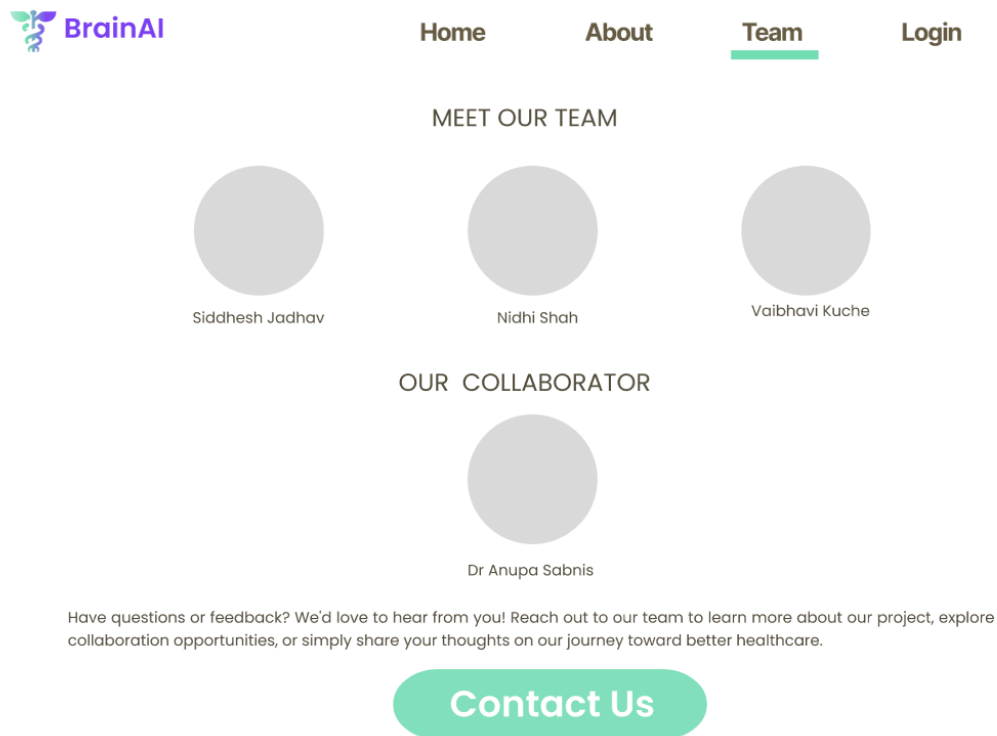 BrainAI
Home About Team Login
MEET OUR TEAM
Siddhesh Jadhav Nidhi Shah Vaibhavi Kuche
OUR COLLABORATOR
Dr Anupa Sabnis
Have questions or feedback? We'd love to hear from you! Reach out to our team to learn more about our project, explore
collaboration opportunities, or simply share your thoughts on our journey toward better healthcare.
Contact Us